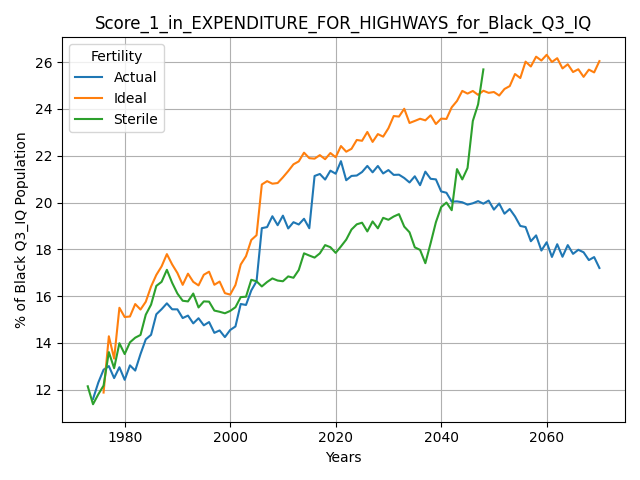 Score_1_in_EXPENDITURE_FOR_HIGHWAYS_for_Black_Q3_IQ
Fertility
Actual
Ideal
Sterile
% of Black Q3_IQ Population
26
24
22
20
18
16
14
12
1980 2000 2020 2040 2060
Years